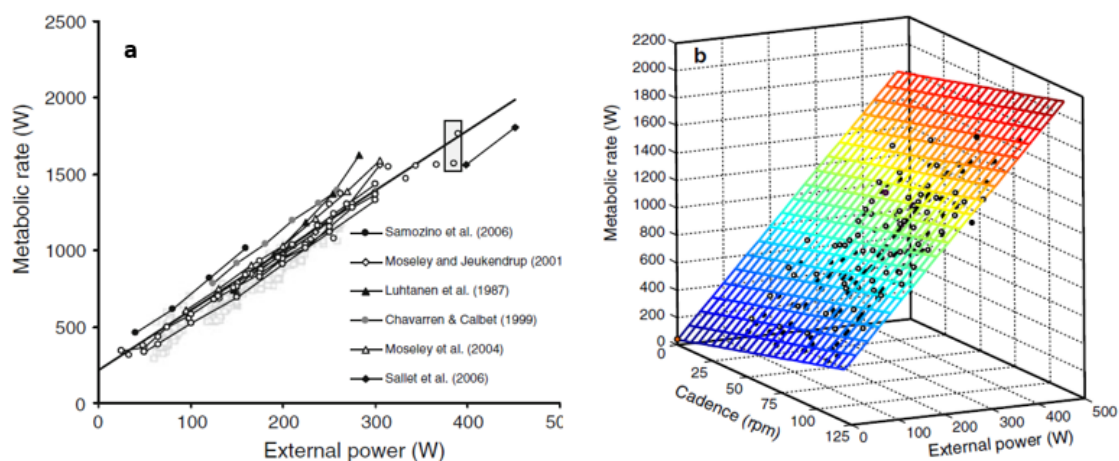 a
Metabolic rate (W)
2500
2000
1500
1000
500
0
0 100 200 300 400 500
External power (W)
Samozino et al. (2006)
Moseley and Jeukendrup (2001
Luhtanen et al. 1987
Chavarren & Calbet (1999)
Moseley et al. (2004)
Sallet et al. (2006)
b
Metabolic rate (W)
2200
2000
1800
1600
1400
1200
1000
800
600
400
200
0
0 25 50 75 100 125
Cadence (rpm)
0 100 200 300 400 500
External power (W)